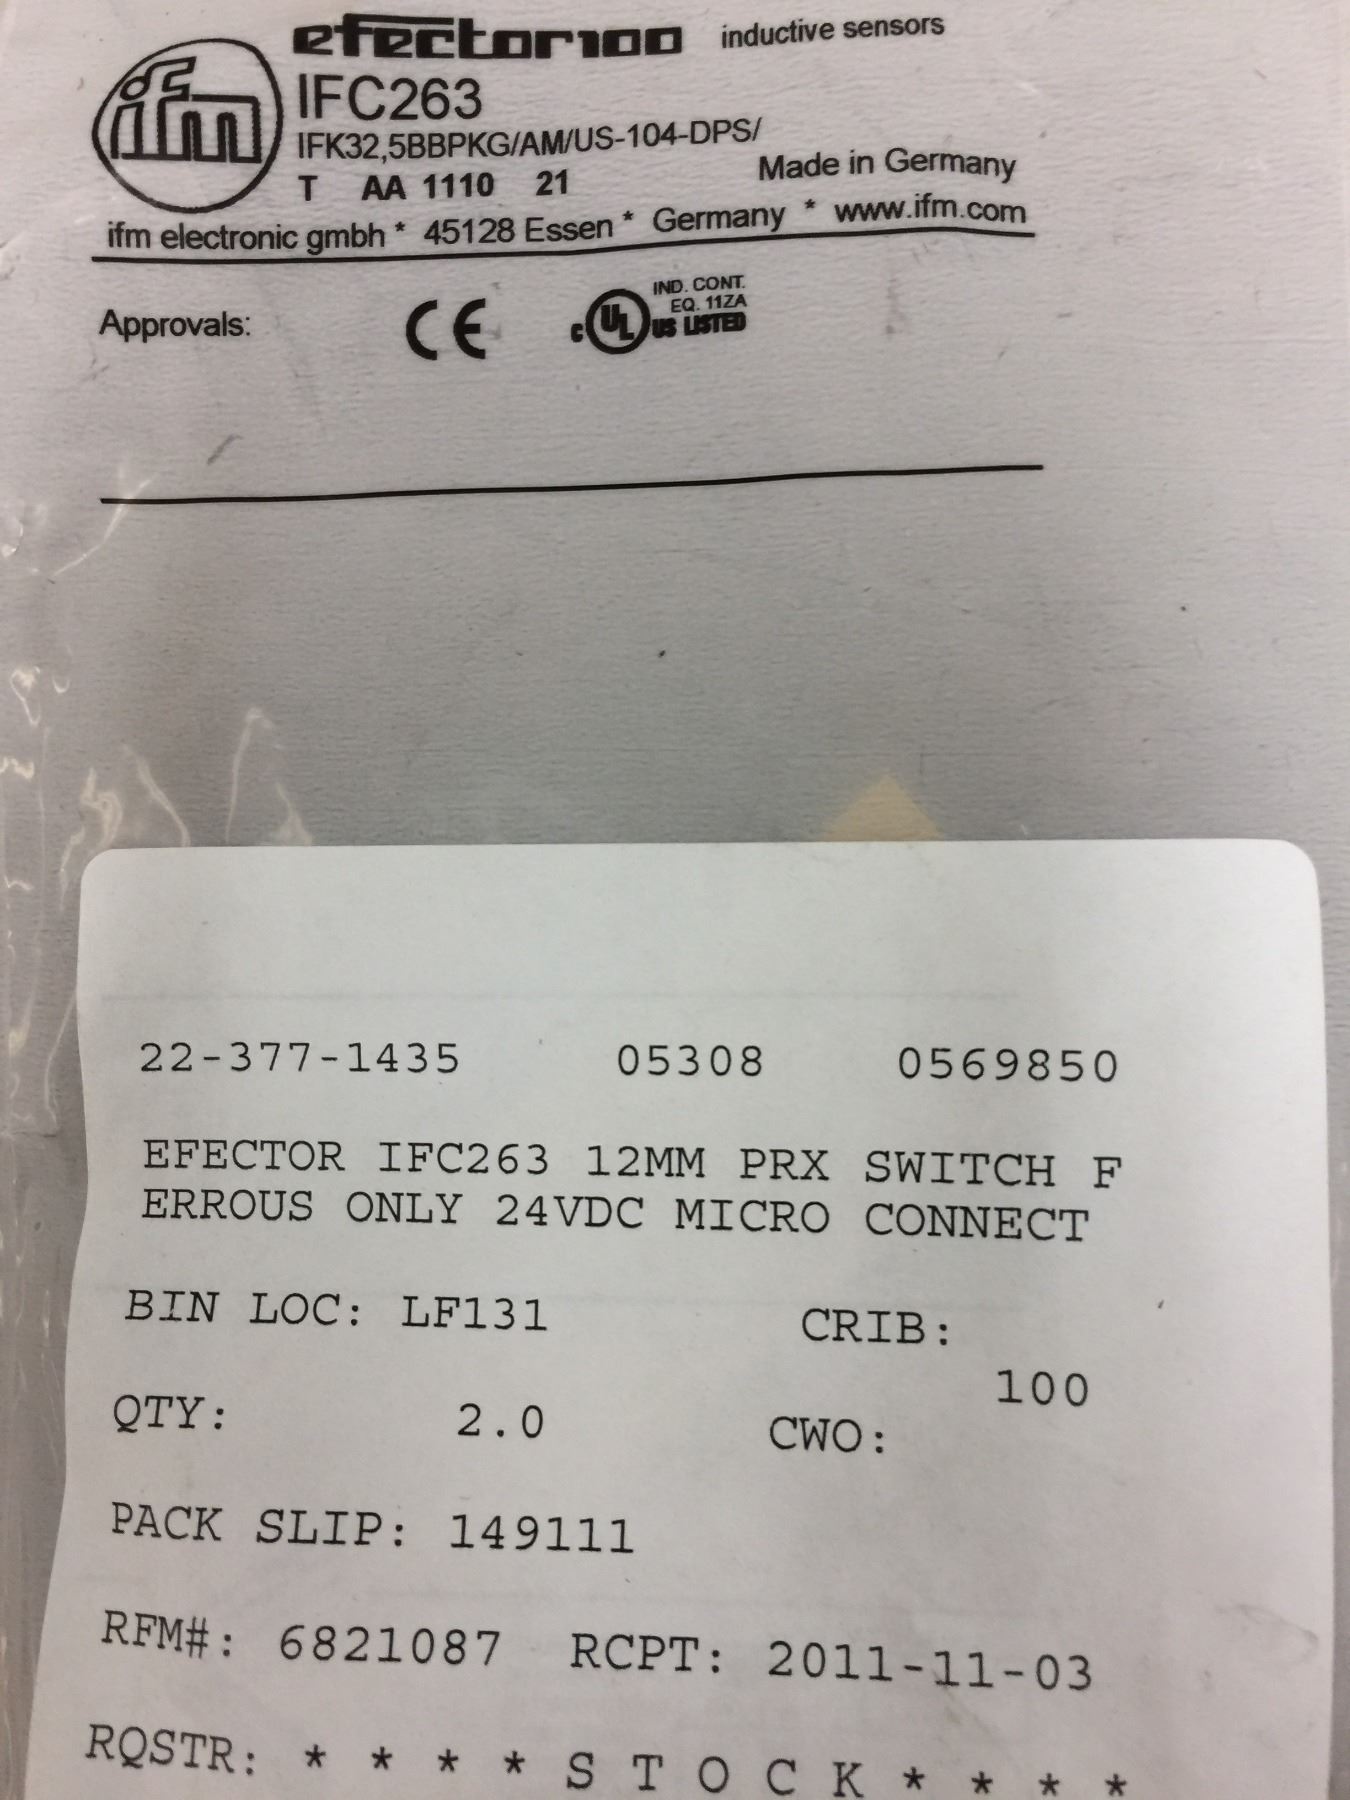 efector100 inductive sensors
ifm
IFC263
IFK32,5BBPKG/AM/US-104-DPS/
T AA 1110 21 Made in Germany
ifm electronic gmbh * 45128 Essen * Germany * www.ifm.com
Approvals: CE c UL US LISTED
IND. CONT.
EQ. 11ZA
22-377-1435 05308 0569850
EFECTOR IFC263 12MM PRX SWITCH F
ERROUS ONLY 24VDC MICRO CONNECT
BIN LOC: LF131 CRIB:
100
QTY: 2.0 CWO:
PACK SLIP: 149111
RFM#: 6821087 RCPT: 2011-11-03
RQSTR: * * * * S T O C K * * * *